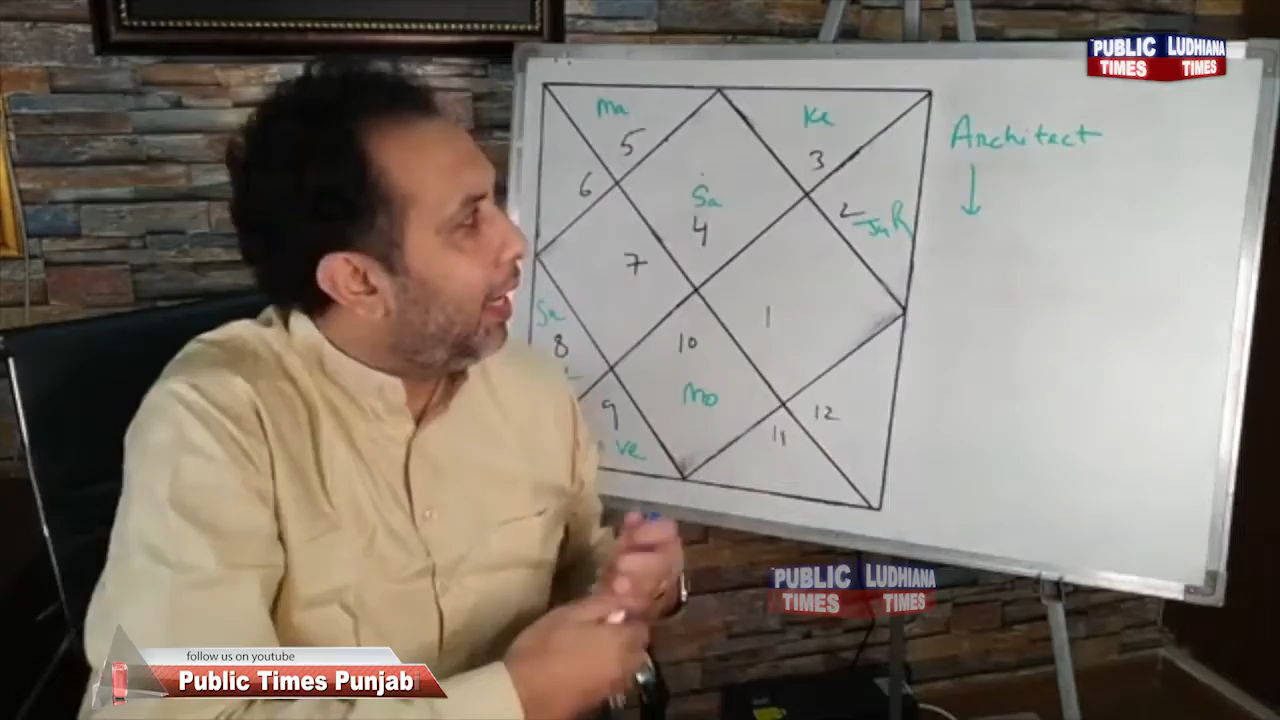 PUBLIC LUDHIANA
TIMES TIMES
Ma
Ke
Architect
5
3
6
2
Ju R
Sa
4
7
1
Su
8
10
Mo
9
12
11
ve
PUBLIC LUDHIANA
TIMES TIMES
follow us on youtube
Public Times Punjab